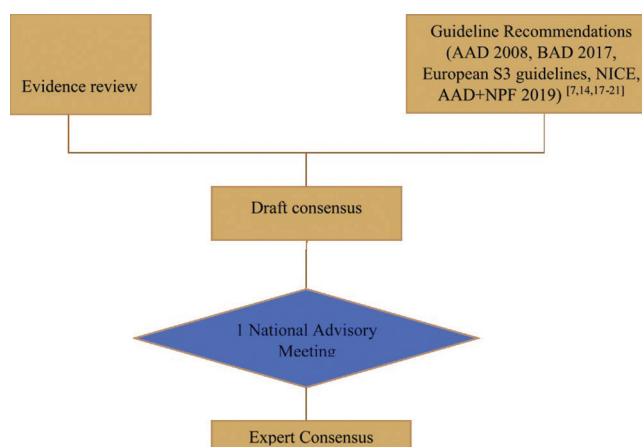 Evidence review
Guideline Recommendations
(AAD 2008, BAD 2017,
European S3 guidelines, NICE,
AAD+NPF 2019) [7,14,17-21]
Draft consensus
1 National Advisory
Meeting
Expert Consensus